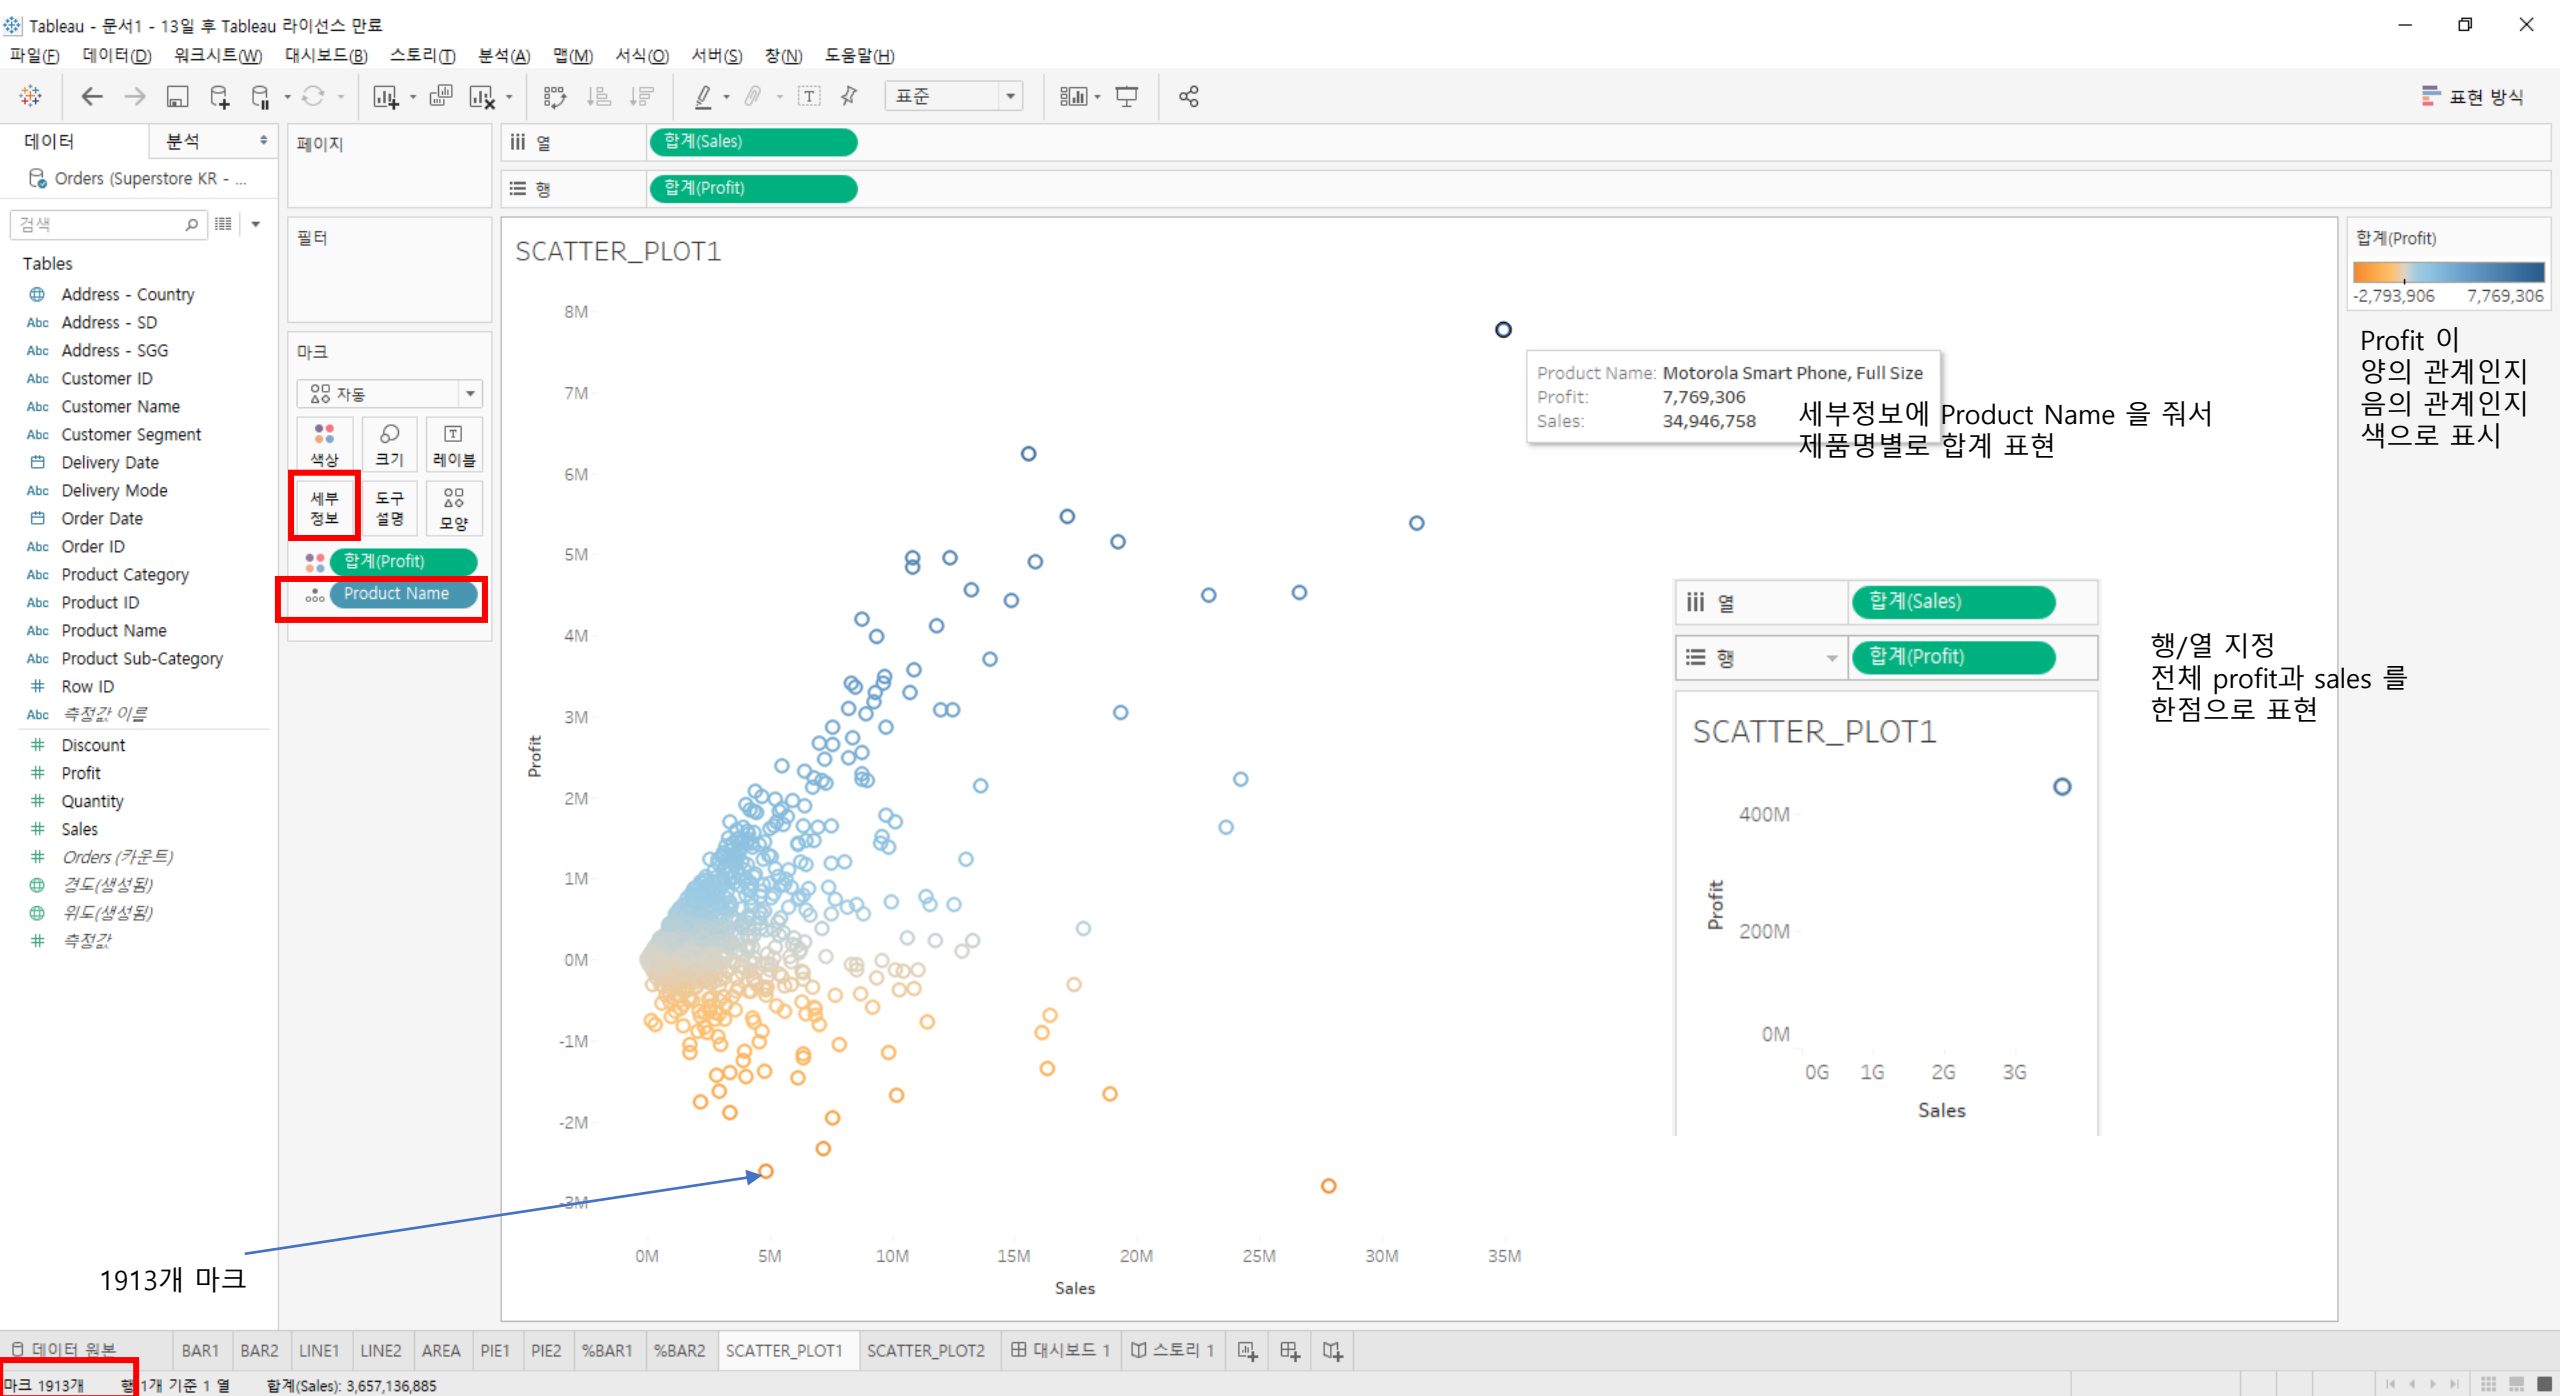 Tableau - 문서1 - 13일 후 Tableau 라이선스 만료
파일(F) 데이터(D) 워크시트(W) 대시보드(B) 스토리(T) 분석(A) 맵(M) 서식(O) 서버(S) 창(N) 도움말(H)
표준
표현 방식
데이터 분석
Orders (Superstore KR - ...
검색
Tables
Address - Country
Abc Address - SD
Abc Address - SGG
Abc Customer ID
Abc Customer Name
Abc Customer Segment
Delivery Date
Abc Delivery Mode
Order Date
Abc Order ID
Abc Product Category
Abc Product ID
Abc Product Name
Abc Product Sub-Category
# Row ID
Abc 측정값 이름
# Discount
# Profit
# Quantity
# Sales
# Orders (카운트)
경도(생성됨)
위도(생성됨)
# 측정값
페이지
필터
마크
자동
색상 크기 레이블
세부 정보 도구 설명 모양
합계(Profit)
Product Name
열 합계(Sales)
행 합계(Profit)
SCATTER_PLOT1
8M
7M
6M
5M
4M
3M
2M
1M
0M
-1M
-2M
-3M
Profit
0M 5M 10M 15M 20M 25M 30M 35M
Sales
Product Name: Motorola Smart Phone, Full Size
Profit: 7,769,306
Sales: 34,946,758
세부정보에 Product Name 을 줘서
제품명별로 합계 표현
합계(Profit)
-2,793,906 7,769,306
Profit 이
양의 관계인지
음의 관계인지
색으로 표시
열 합계(Sales)
행 합계(Profit)
SCATTER_PLOT1
400M
200M
0M
Profit
0G 1G 2G 3G
Sales
행/열 지정
전체 profit과 sales 를
한점으로 표현
1913개 마크
데이터 원본 BAR1 BAR2 LINE1 LINE2 AREA PIE1 PIE2 %BAR1 %BAR2 SCATTER_PLOT1 SCATTER_PLOT2 대시보드 1 스토리 1
마크 1913개 행 1개 기준 1 열 합계(Sales): 3,657,136,885